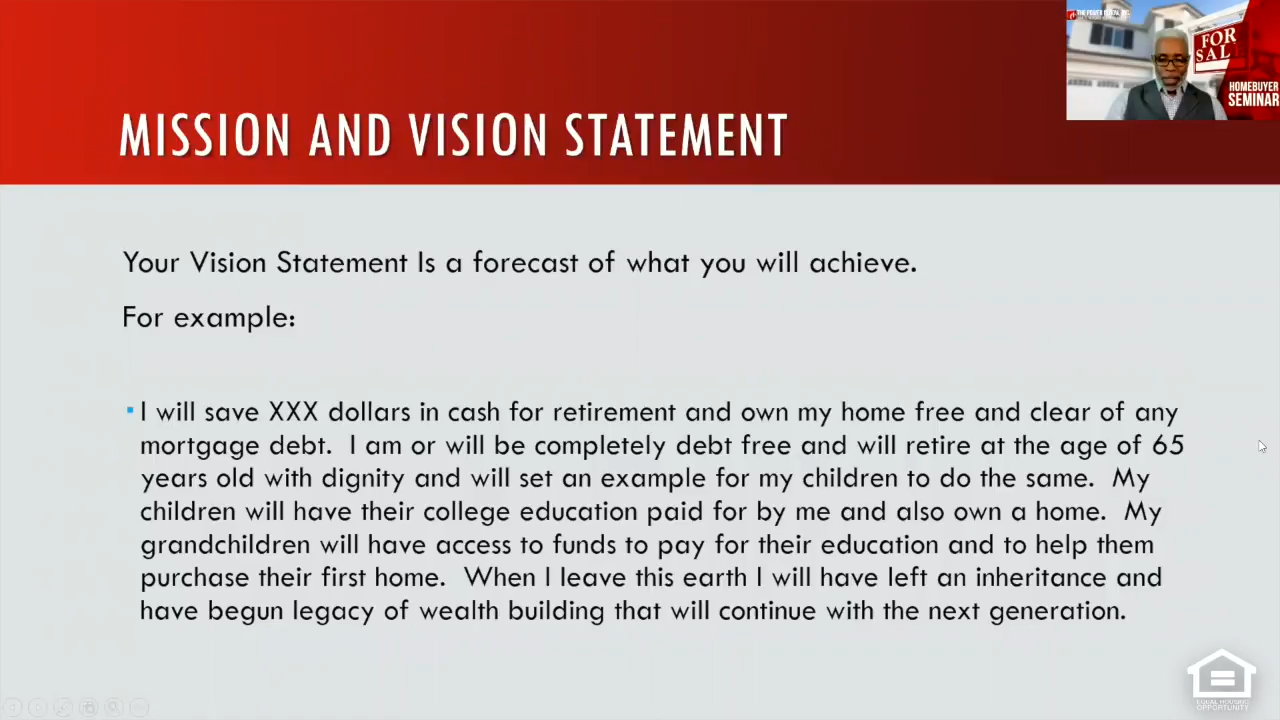 THE POWER IS
FOR
SAL
HOMEBUYER
SEMINAR
MISSION AND VISION STATEMENT
Your Vision Statement Is a forecast of what you will achieve.
For example:
I will save XXX dollars in cash for retirement and own my home free and clear of any
mortgage debt. I am or will be completely debt free and will retire at the age of 65
years old with dignity and will set an example for my children to do the same. My
children will have their college education paid for by me and also own a home. My
grandchildren will have access to funds to pay for their education and to help them
purchase their first home. When I leave this earth I will have left an inheritance and
have begun legacy of wealth building that will continue with the next generation.
EQUAL HOUSING
OPPORTUNITY